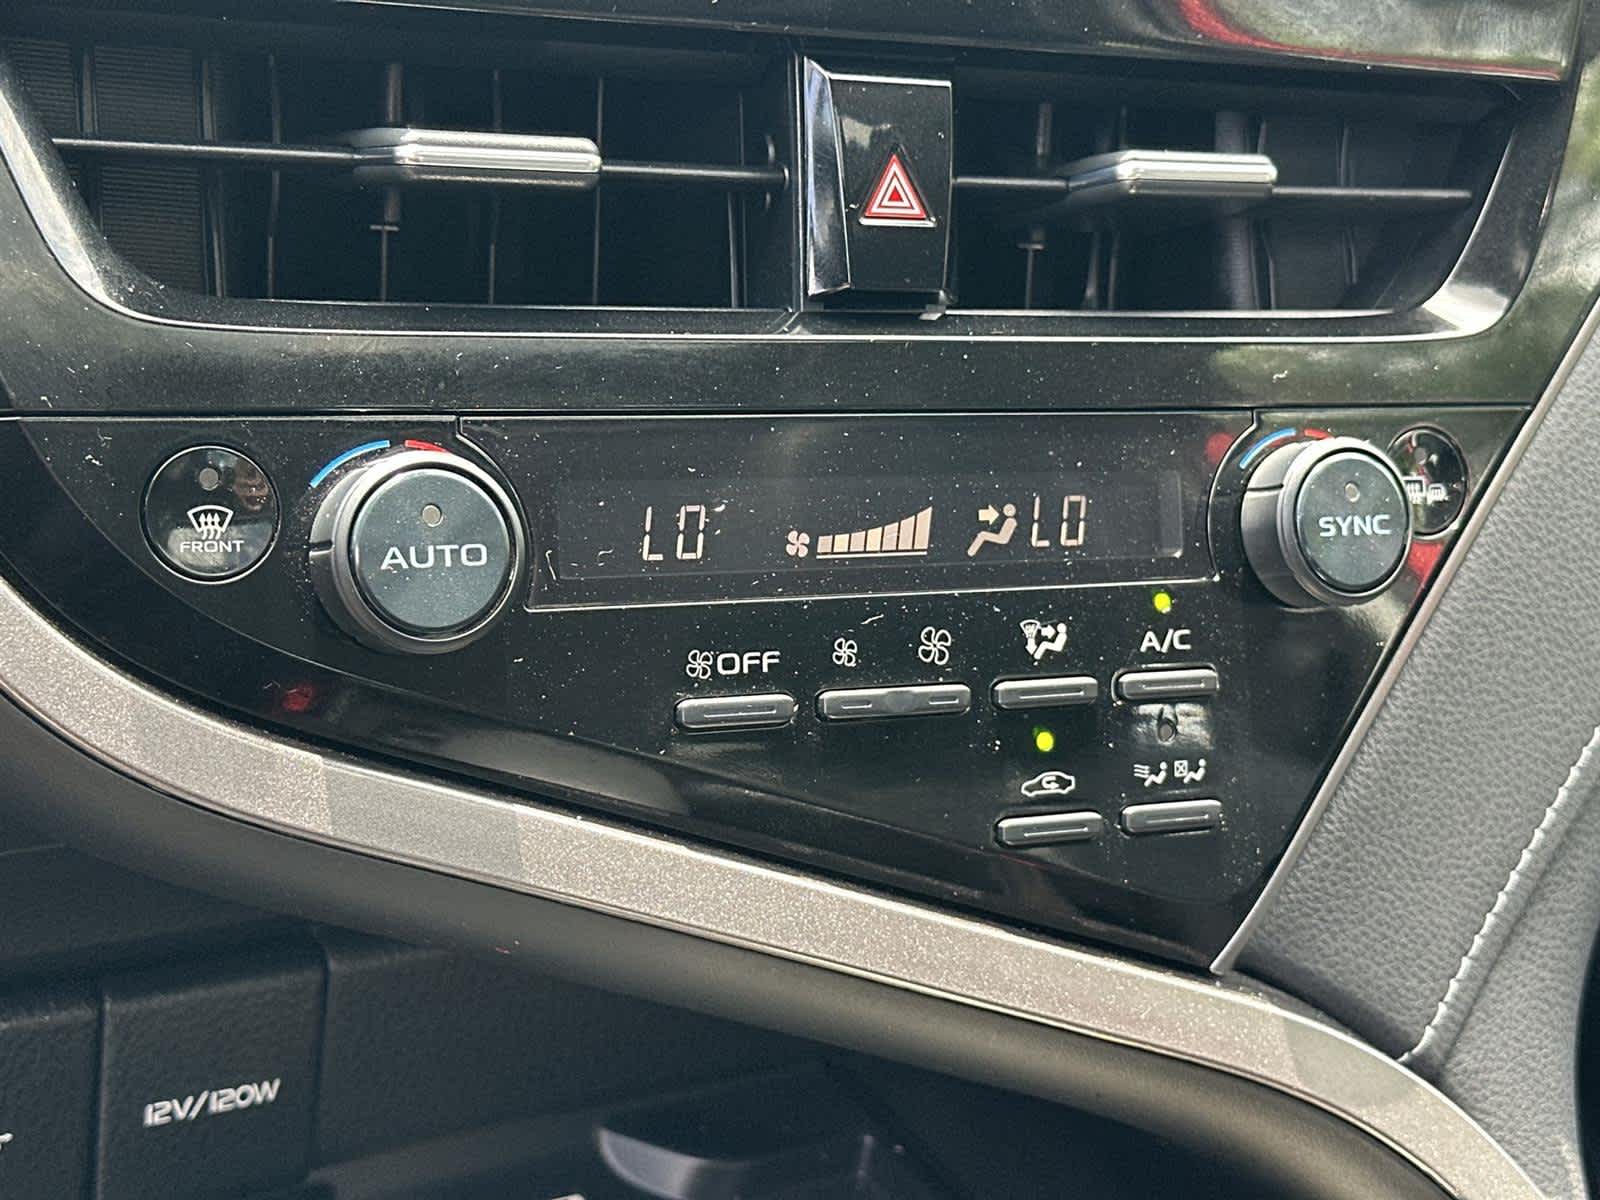 FRONT
AUTO
LO
LO
SYNC
OFF
A/C
12V/120W